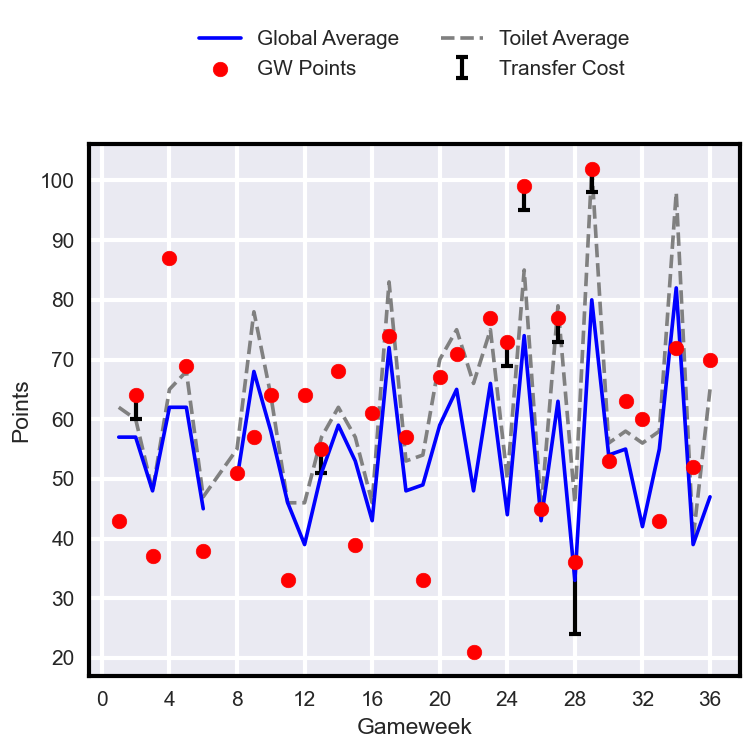 Global Average
Toilet Average
GW Points
Transfer Cost
100
90
80
70
60
50
40
30
20
Points
0 4 8 12 16 20 24 28 32 36
Gameweek